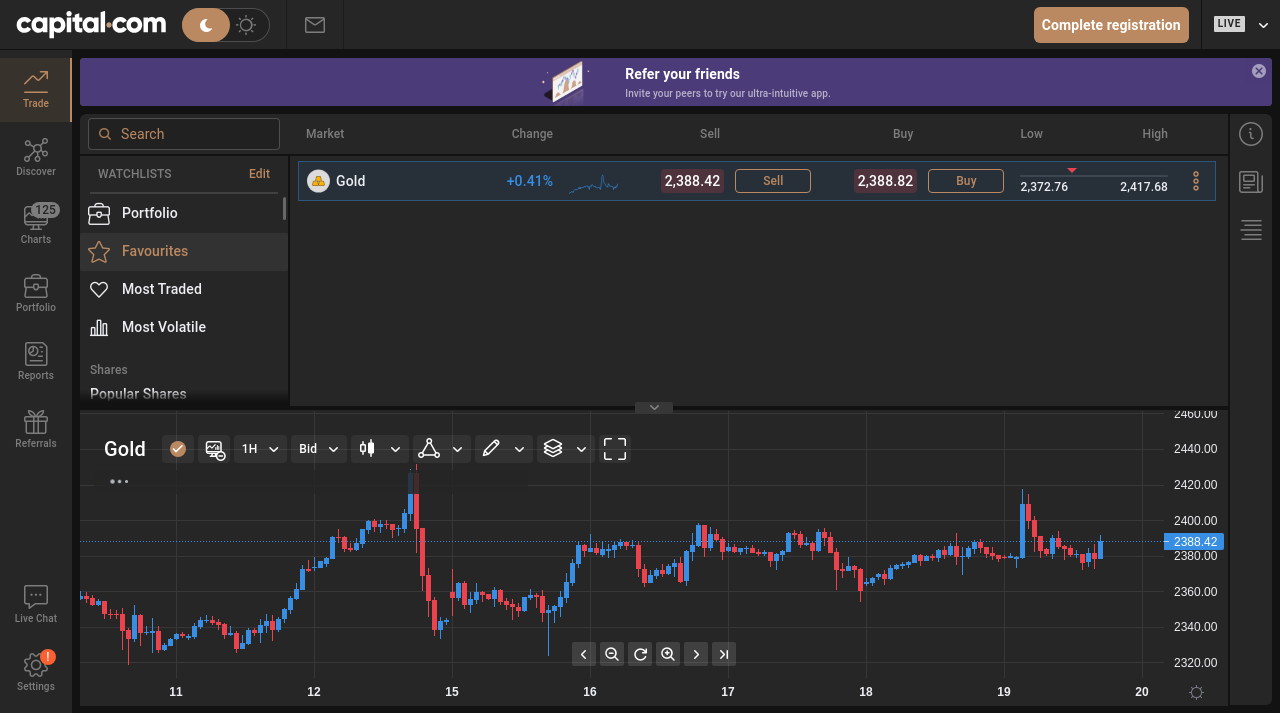 capital.com
Complete registration
LIVE
Trade
Discover
125
Charts
Portfolio
Reports
Referrals
Live Chat
!
Settings
Refer your friends
Invite your peers to try our ultra-intuitive app.
Search
WATCHLISTS Edit
Portfolio
Favourites
Most Traded
Most Volatile
Shares
Popular Shares
Market Change Sell Buy Low High
Gold +0.41% 2,388.42 Sell 2,388.82 Buy 2,372.76 2,417.68
Gold 1H Bid
2460.00
2440.00
2420.00
2400.00
2388.42
2380.00
2360.00
2340.00
2320.00
11 12 15 16 17 18 19 20